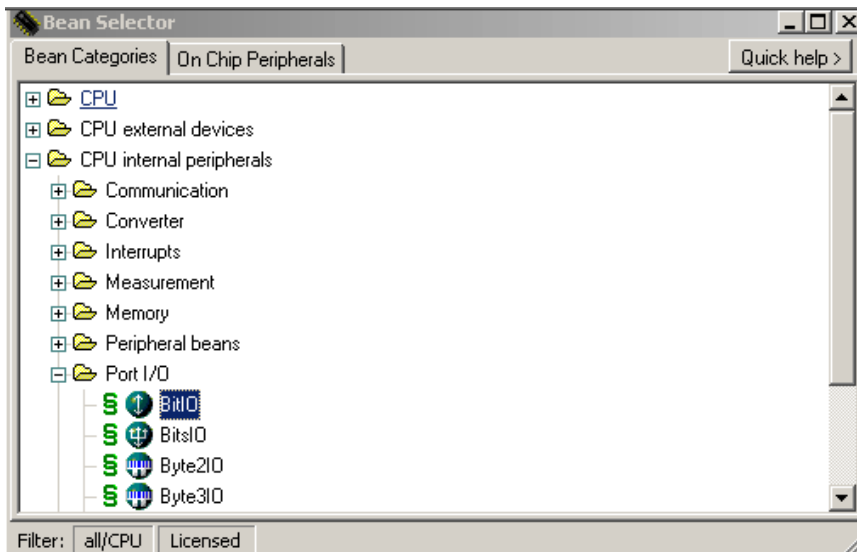 Bean Selector
Bean Categories On Chip Peripherals Quick help >
CPU
CPU external devices
CPU internal peripherals
Communication
Converter
Interrupts
Measurement
Memory
Peripheral beans
Port I/O
BitIO
BitsIO
Byte2IO
Byte3IO
Filter: all/CPU Licensed